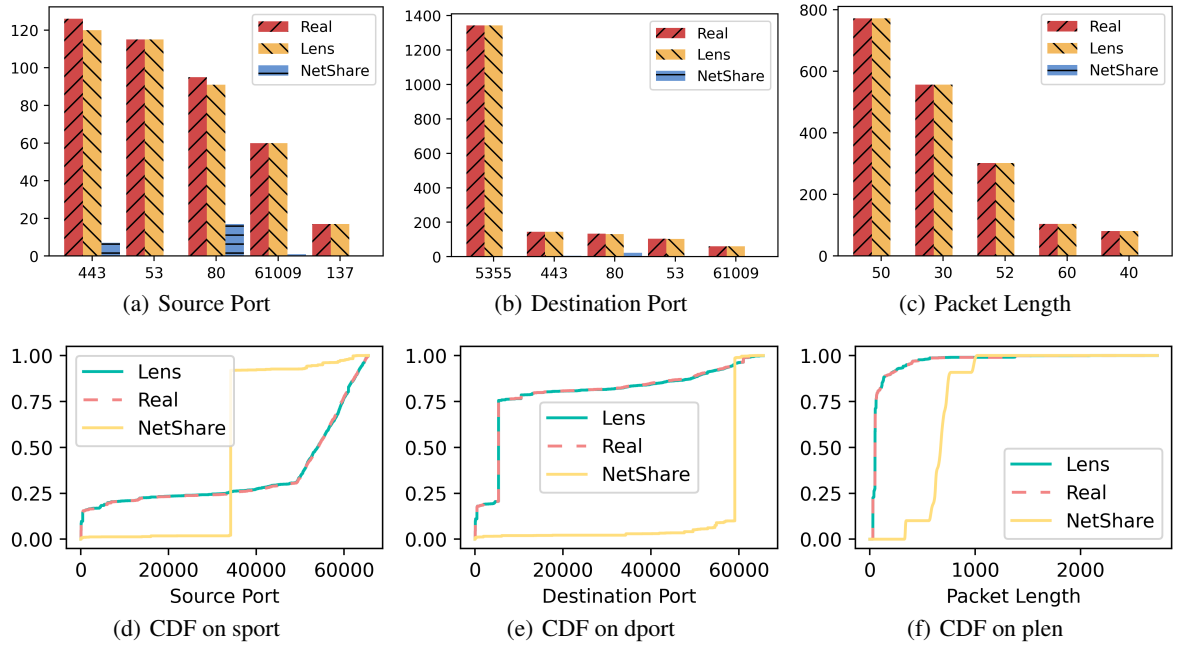 Real
Lens
NetShare
120
100
80
60
40
20
0
443 53 80 61009 137
(a) Source Port
Real
Lens
NetShare
1400
1200
1000
800
600
400
200
0
5355 443 80 53 61009
(b) Destination Port
Real
Lens
NetShare
800
600
400
200
0
50 30 52 60 40
(c) Packet Length
Lens
Real
NetShare
1.00
0.75
0.50
0.25
0.00
0 20000 40000 60000
Source Port
(d) CDF on sport
Lens
Real
NetShare
1.00
0.75
0.50
0.25
0.00
0 20000 40000 60000
Destination Port
(e) CDF on dport
Lens
Real
NetShare
1.00
0.75
0.50
0.25
0.00
0 1000 2000
Packet Length
(f) CDF on plen